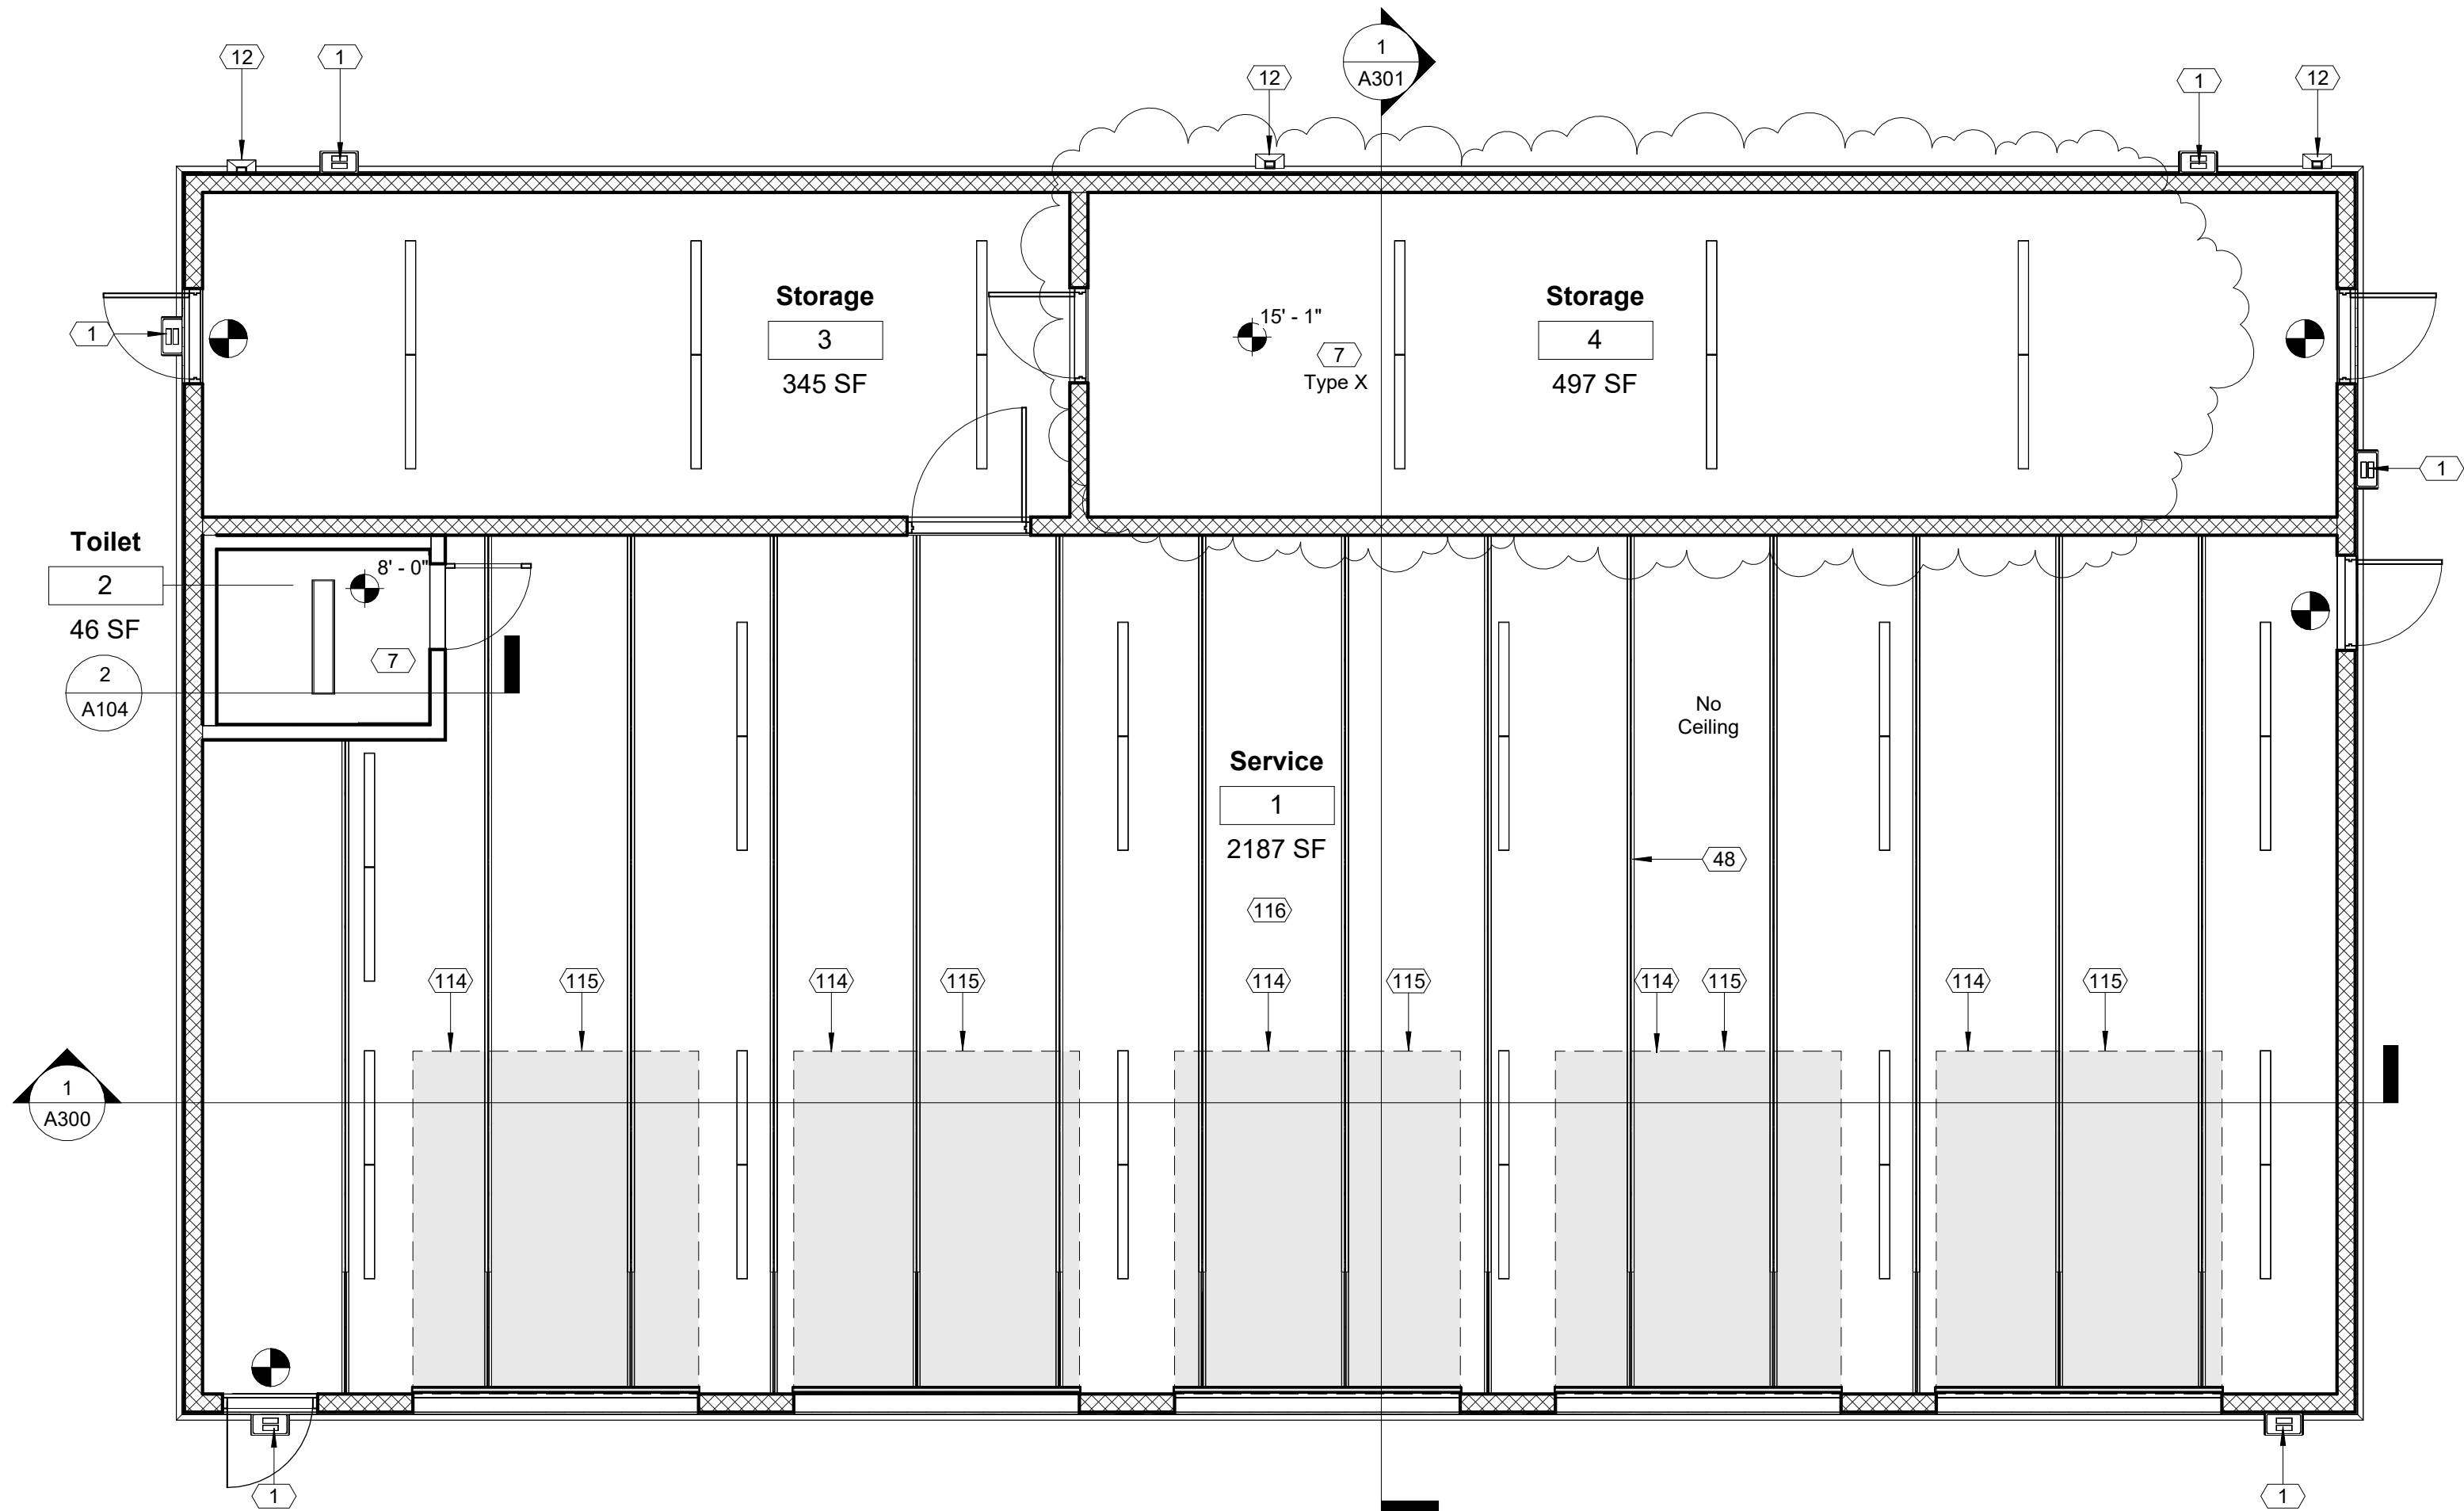 12
1
12
1
A301
1
12
Storage
3
345 SF
15' - 1"
7
Type X
Storage
4
497 SF
1
1
Toilet
2
46 SF
8' - 0"
7
2
A104
No
Ceiling
Service
1
2187 SF
48
116
114
115
114
115
114
115
114
115
114
115
1
A300
1
1